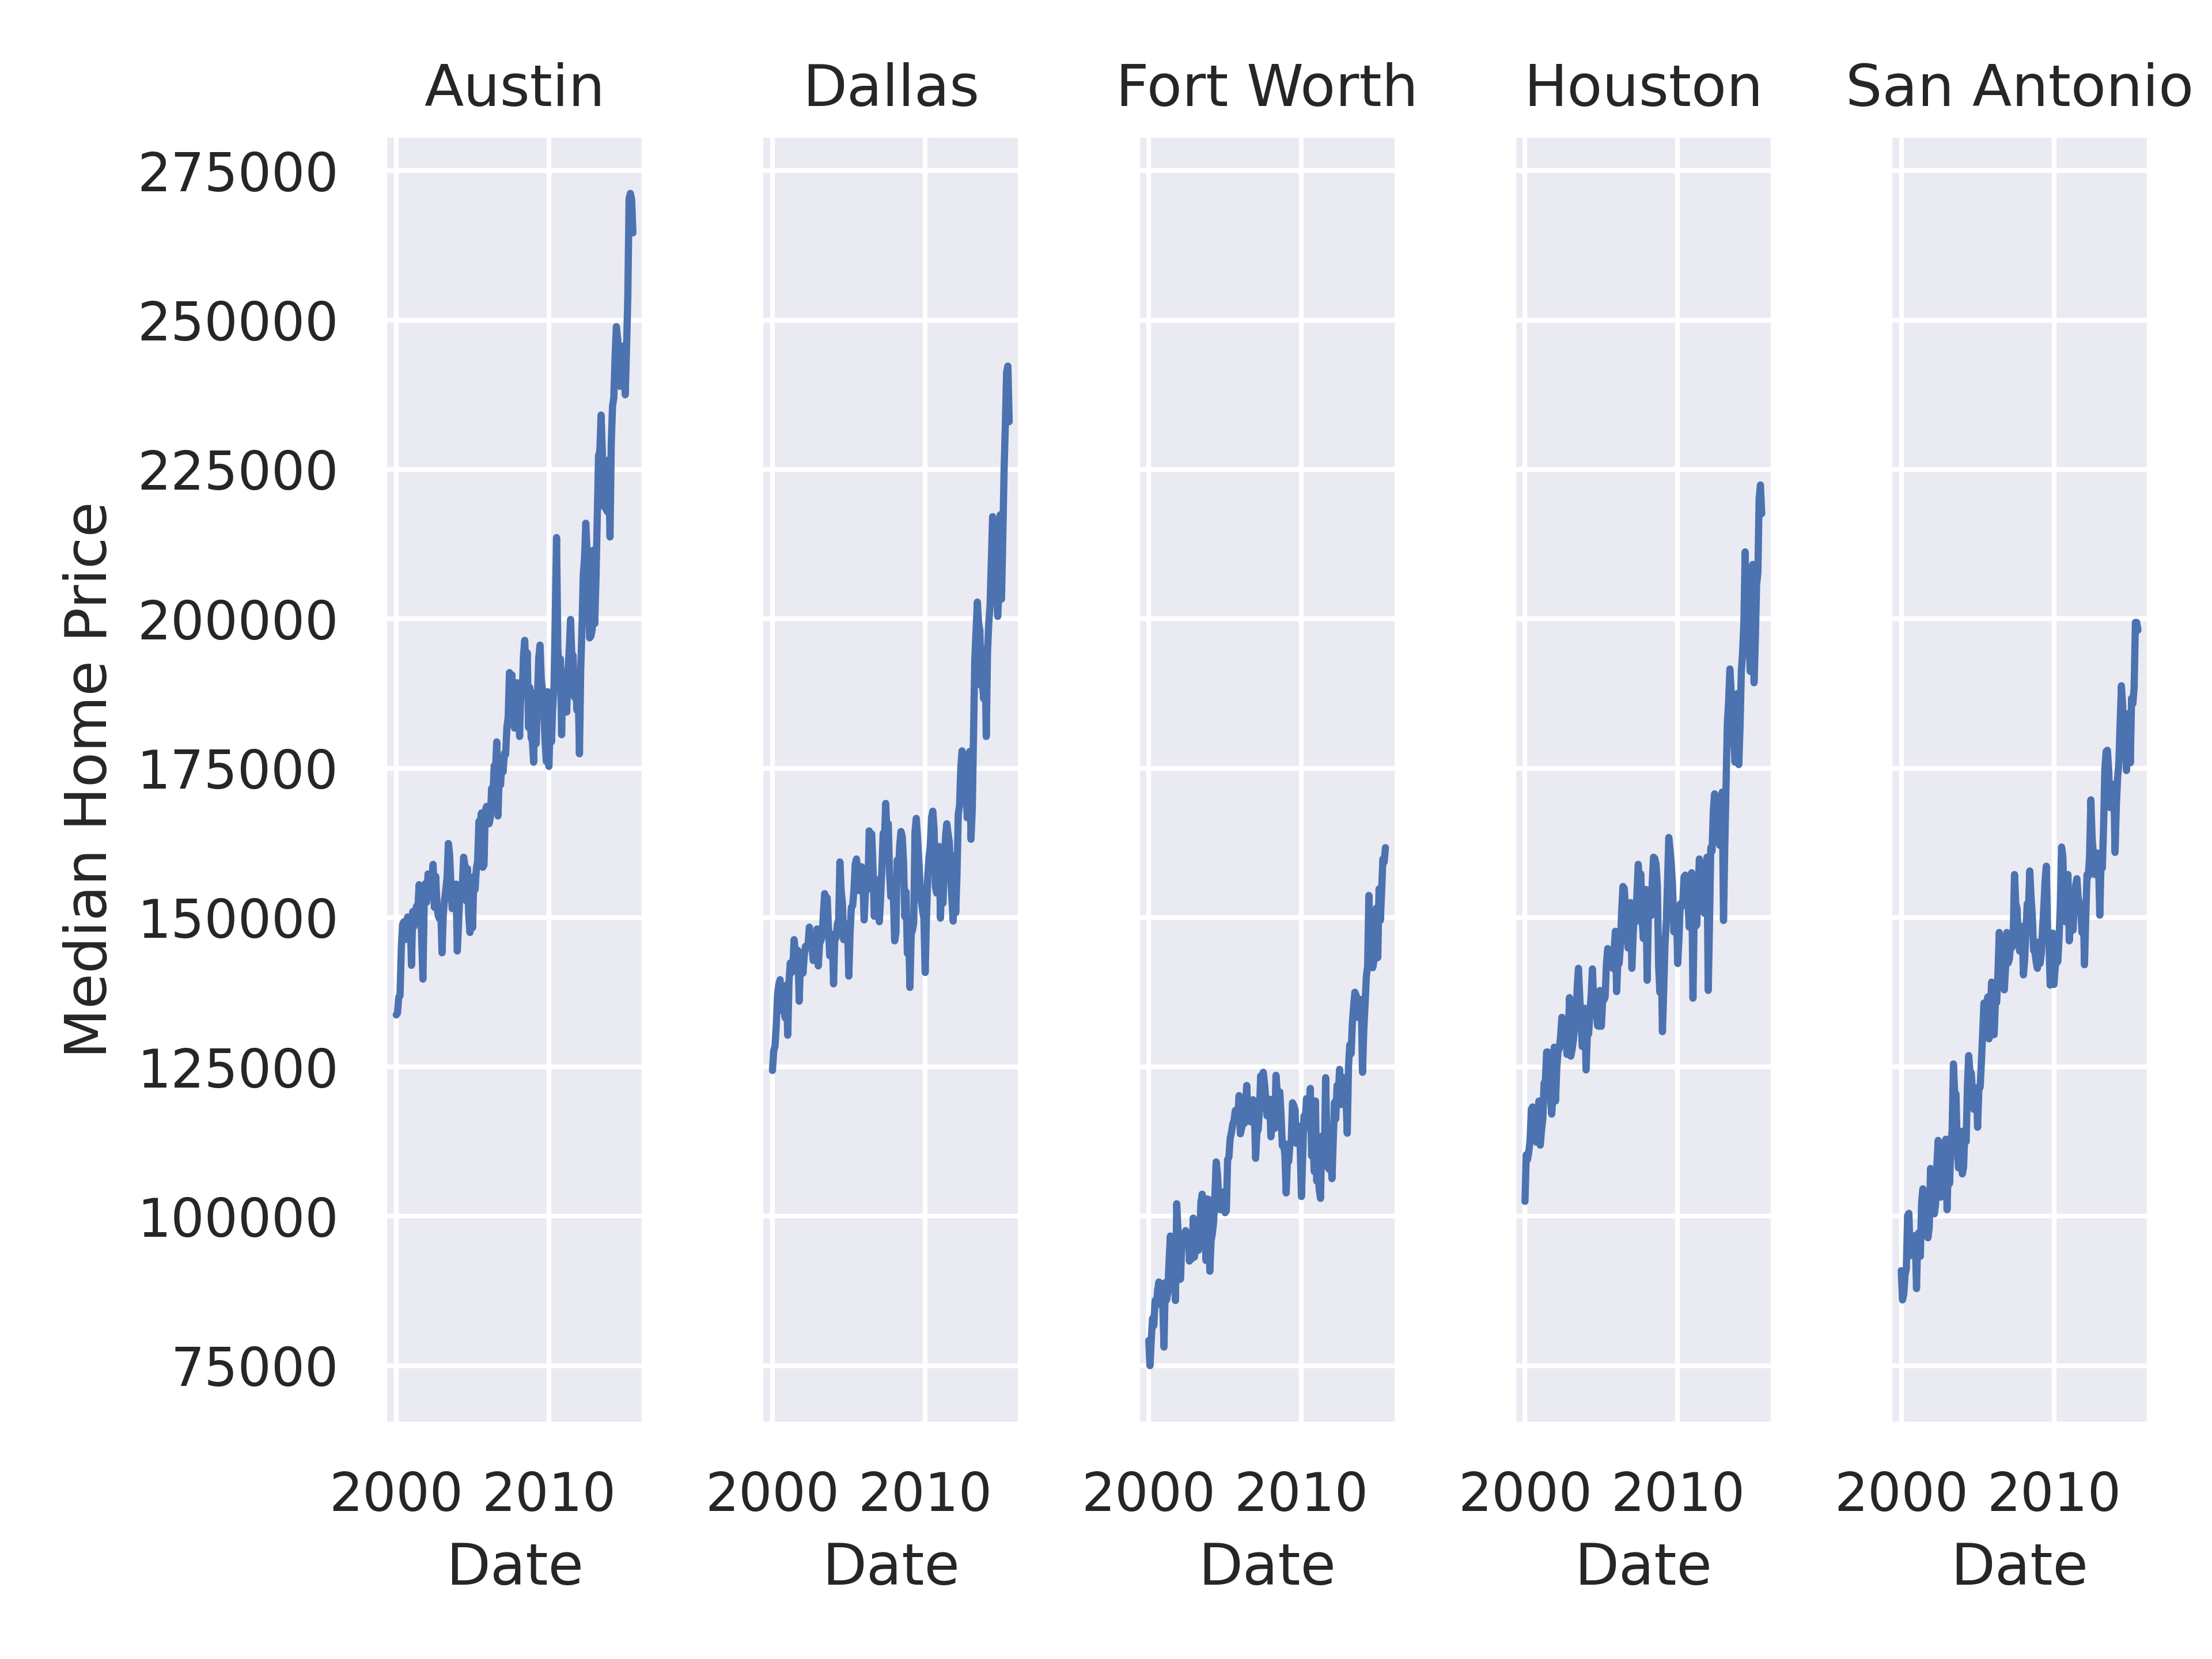 Austin Dallas Fort Worth Houston San Antonio
275000
250000
225000
200000
175000
150000
125000
100000
75000
Median Home Price
2000 2010 2000 2010 2000 2010 2000 2010 2000 2010
Date Date Date Date Date